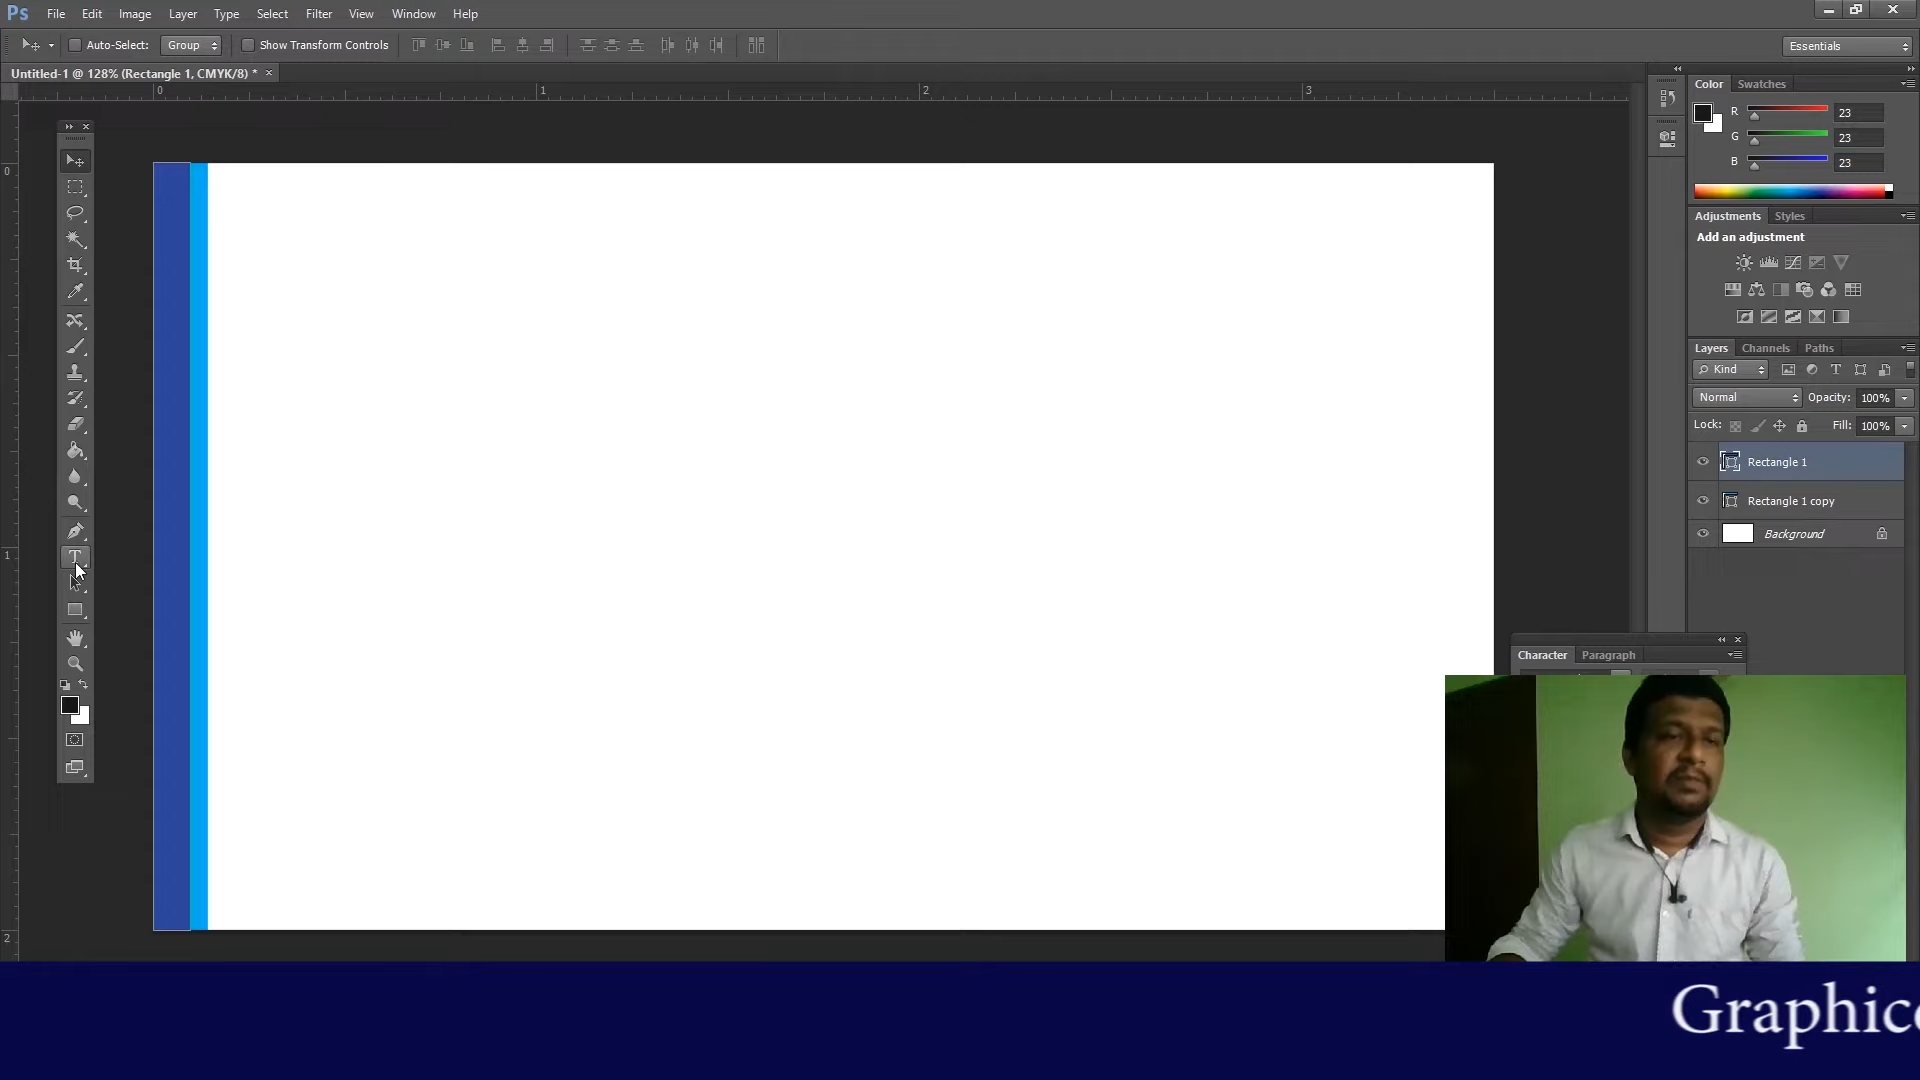 Ps File Edit Image Layer Type Select Filter View Window Help
Auto-Select: Group Show Transform Controls Essentials
Untitled-1 @ 128% (Rectangle 1, CMYK/8) * ×
0 1 2 3
0
1
2
T
Color Swatches
R 23
G 23
B 23
Adjustments Styles
Add an adjustment
Layers Channels Paths
Kind T
Normal Opacity: 100%
Lock: Fill: 100%
Rectangle 1
Rectangle 1 copy
Background
Character Paragraph
Graphic